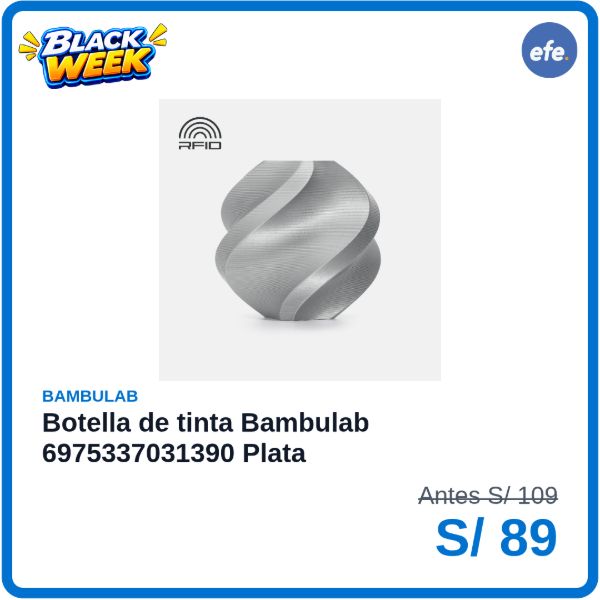 BLACK
WEEK
efe.
RFID
BAMBULAB
Botella de tinta Bambulab
6975337031390 Plata
Antes S/ 109
S/ 89